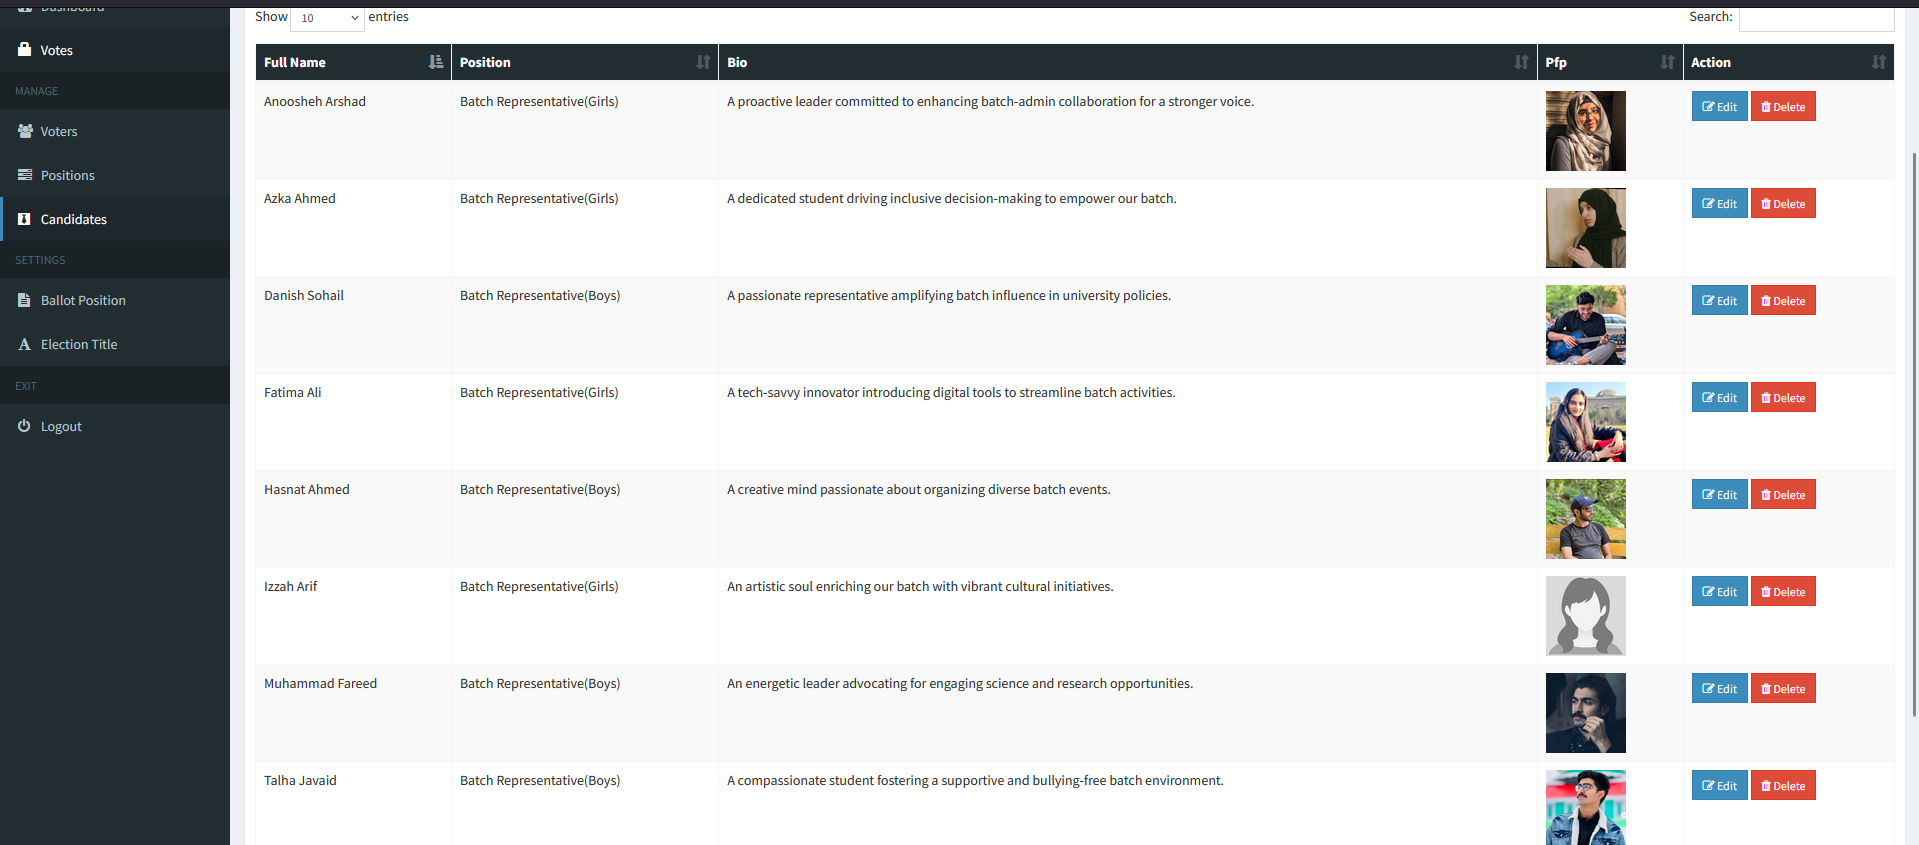 Dashboard
Votes
MANAGE
Voters
Positions
Candidates
SETTINGS
Ballot Position
Election Title
EXIT
Logout
Show 10 entries
Search:
Full Name Position Bio Pfp Action
Anoosheh Arshad Batch Representative(Girls) A proactive leader committed to enhancing batch-admin collaboration for a stronger voice. Edit Delete
Azka Ahmed Batch Representative(Girls) A dedicated student driving inclusive decision-making to empower our batch. Edit Delete
Danish Sohail Batch Representative(Boys) A passionate representative amplifying batch influence in university policies. Edit Delete
Fatima Ali Batch Representative(Girls) A tech-savvy innovator introducing digital tools to streamline batch activities. Edit Delete
Hasnat Ahmed Batch Representative(Boys) A creative mind passionate about organizing diverse batch events. Edit Delete
Izzah Arif Batch Representative(Girls) An artistic soul enriching our batch with vibrant cultural initiatives. Edit Delete
Muhammad Fareed Batch Representative(Boys) An energetic leader advocating for engaging science and research opportunities. Edit Delete
Talha Javaid Batch Representative(Boys) A compassionate student fostering a supportive and bullying-free batch environment. Edit Delete